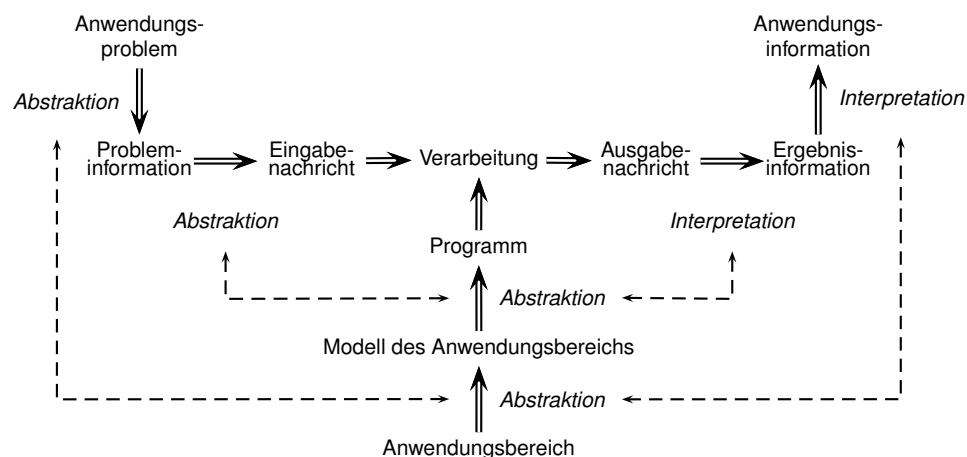 Anwendungs-
problem
Anwendungs-
information
Abstraktion
Interpretation
Problem-
information
Eingabe-
nachricht
Verarbeitung
Ausgabe-
nachricht
Ergebnis-
information
Abstraktion
Interpretation
Programm
Abstraktion
Modell des Anwendungsbereichs
Abstraktion
Anwendungsbereich